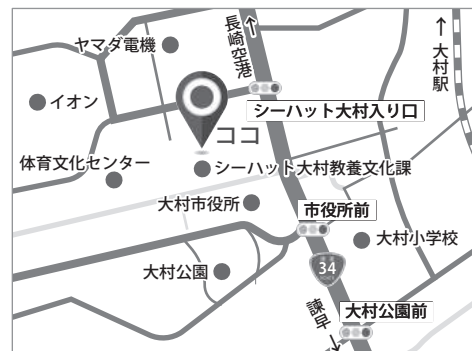 ヤマダ電機
長崎空港
↑
↑
大村駅
イオン
シーハット大村入り口
ココ
体育文化センター
シーハット大村教養文化課
大村市役所
市役所前
大村小学校
大村公園
34
大村公園前
諫早
↓